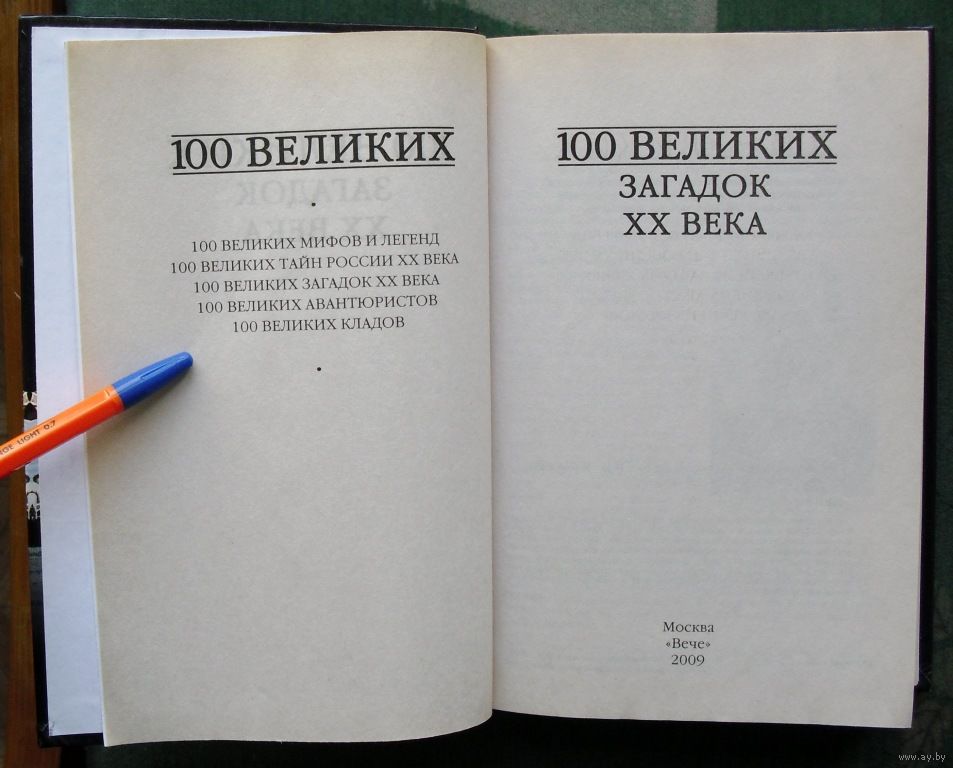 100 ВЕЛИКИХ
100 ВЕЛИКИХ МИФОВ И ЛЕГЕНД
100 ВЕЛИКИХ ТАЙН РОССИИ XX ВЕКА
100 ВЕЛИКИХ ЗАГАДОК XX ВЕКА
100 ВЕЛИКИХ АВАНТЮРИСТОВ
100 ВЕЛИКИХ КЛАДОВ
LIGHT 0.7
100 ВЕЛИКИХ
ЗАГАДОК
XX ВЕКА
Москва
«Вече»
2009
www.ay.by